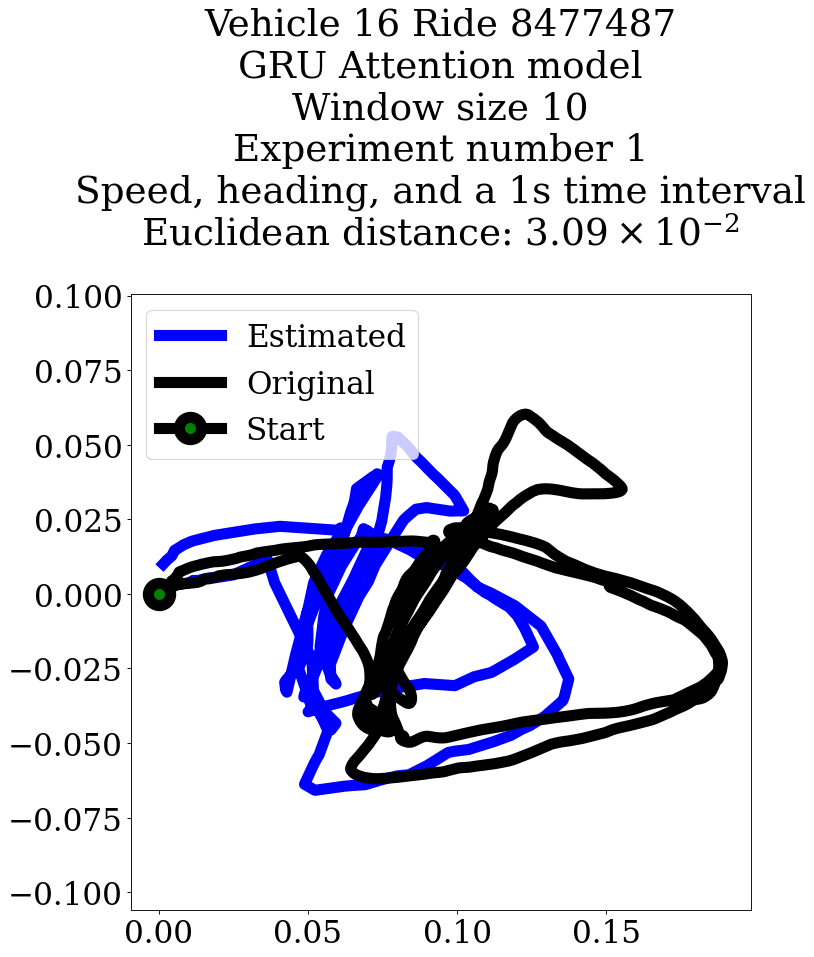 Vehicle 16 Ride 8477487
GRU Attention model
Window size 10
Experiment number 1
Speed, heading, and a 1s time interval
Euclidean distance: 3.09 × 10⁻²
0.100
0.075
0.050
0.025
0.000
−0.025
−0.050
−0.075
−0.100
Estimated
Original
Start
0.00 0.05 0.10 0.15